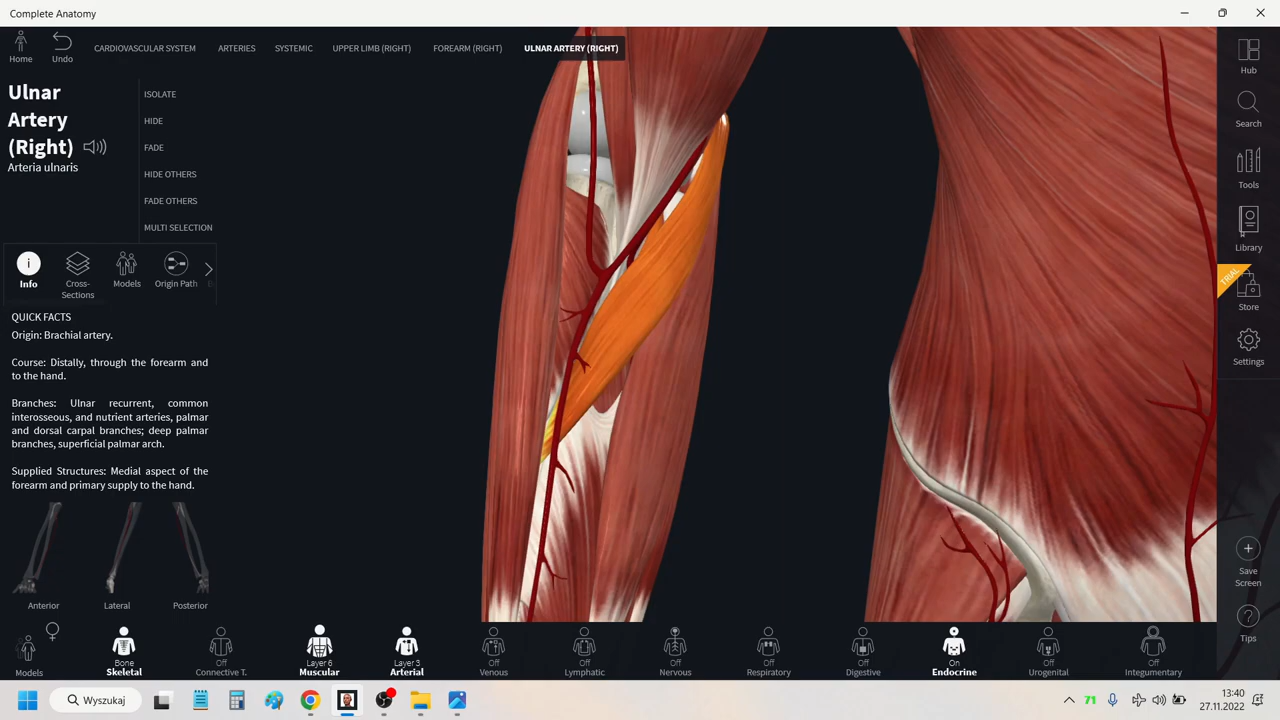 Complete Anatomy
Home
Undo
CARDIOVASCULAR SYSTEM
ARTERIES
SYSTEMIC
UPPER LIMB (RIGHT)
FOREARM (RIGHT)
ULNAR ARTERY (RIGHT)
Ulnar
Artery
(Right)
Arteria ulnaris
ISOLATE
HIDE
FADE
HIDE OTHERS
FADE OTHERS
MULTI SELECTION
Info
Cross-
Sections
Models
Origin Path
QUICK FACTS
Origin: Brachial artery.
Course: Distally, through the forearm and
to the hand.
Branches: Ulnar recurrent, common
interosseous, and nutrient arteries, palmar
and dorsal carpal branches; deep palmar
branches, superficial palmar arch.
Supplied Structures: Medial aspect of the
forearm and primary supply to the hand.
Anterior
Lateral
Posterior
Hub
Search
Tools
Library
TRIAL
Store
Settings
Save
Screen
Tips
Models
Bone
Skeletal
Off
Connective T.
Layer 6
Muscular
Layer 3
Arterial
Off
Venous
Off
Lymphatic
Off
Nervous
Off
Respiratory
Off
Digestive
On
Endocrine
Off
Urogenital
Off
Integumentary
Wyszukaj
71
13:40
27.11.2022